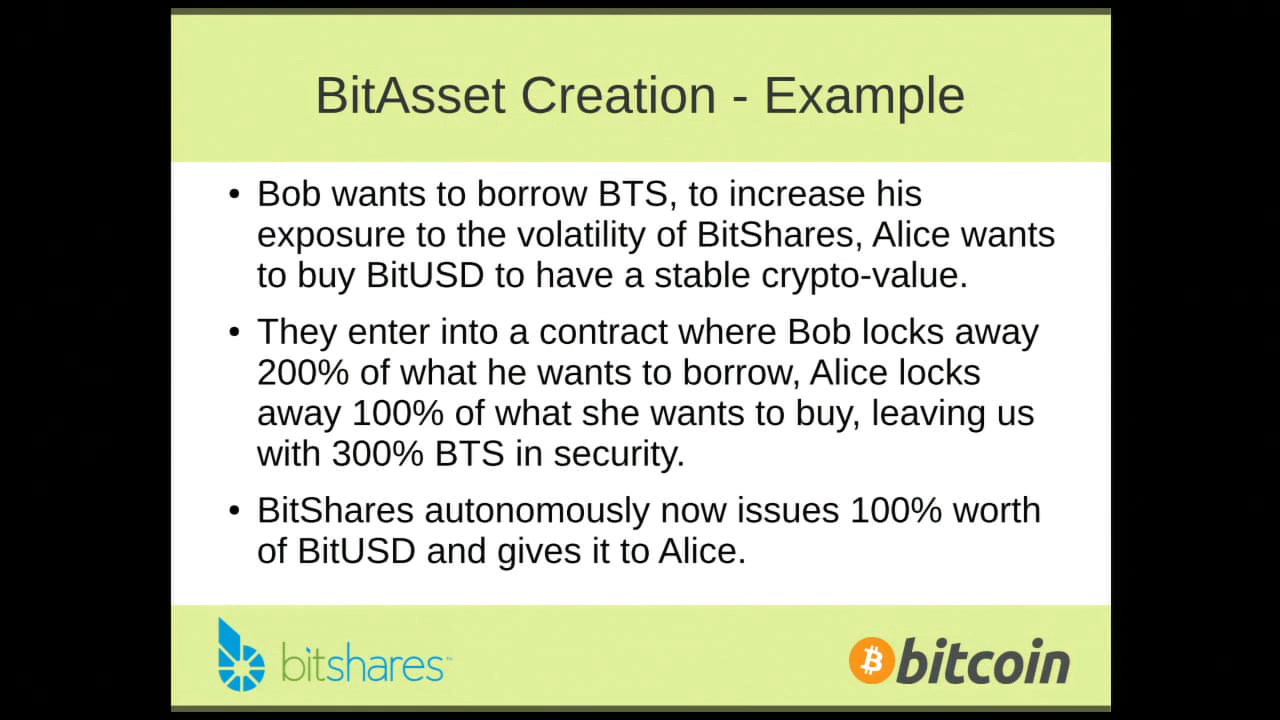 BitAsset Creation - Example
• Bob wants to borrow BTS, to increase his
exposure to the volatility of BitShares, Alice wants
to buy BitUSD to have a stable crypto-value.
• They enter into a contract where Bob locks away
200% of what he wants to borrow, Alice locks
away 100% of what she wants to buy, leaving us
with 300% BTS in security.
• BitShares autonomously now issues 100% worth
of BitUSD and gives it to Alice.
bitshares™
bitcoin